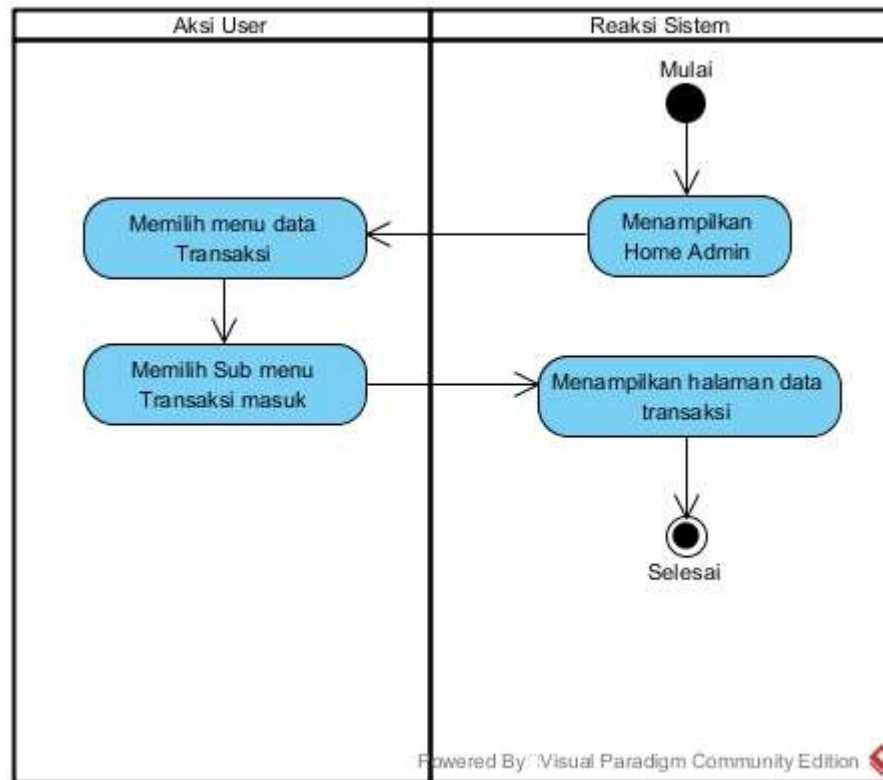 Aksi User
Reaksi Sistem
Mulai
Menampilkan
Home Admin
Memilih menu data
Transaksi
Memilih Sub menu
Transaksi masuk
Menampilkan halaman data
transaksi
Selesai
Powered By Visual Paradigm Community Edition